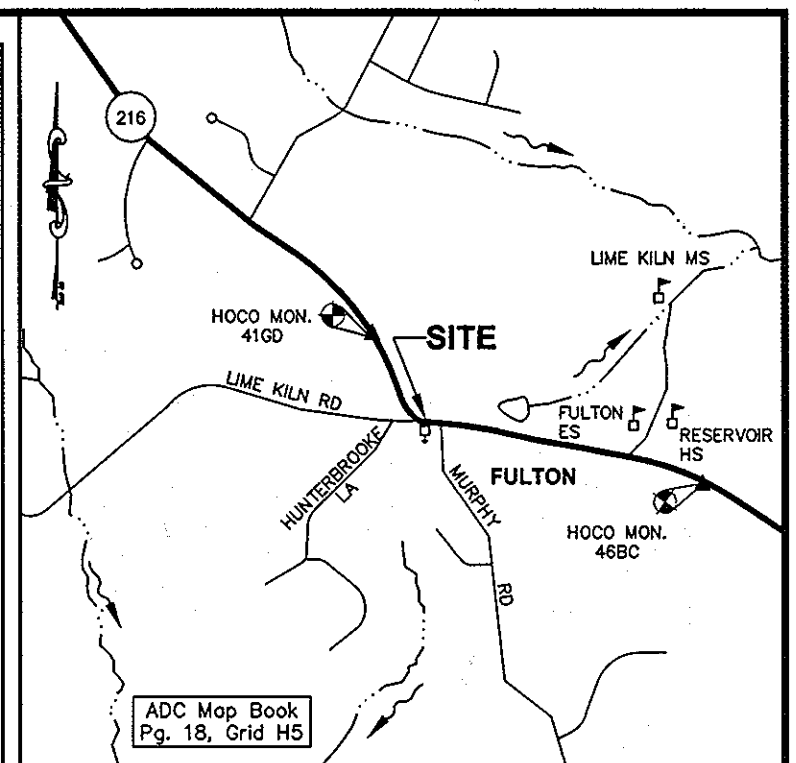 216
LIME KILN MS
HOCO MON.
41GD
SITE
LIME KILN RD
FULTON
ES
RESERVOIR
HS
HUNTERBROOKE
LA
MURPHY
RD
FULTON
HOCO MON.
46BC
ADC Map Book
Pg. 18, Grid H5